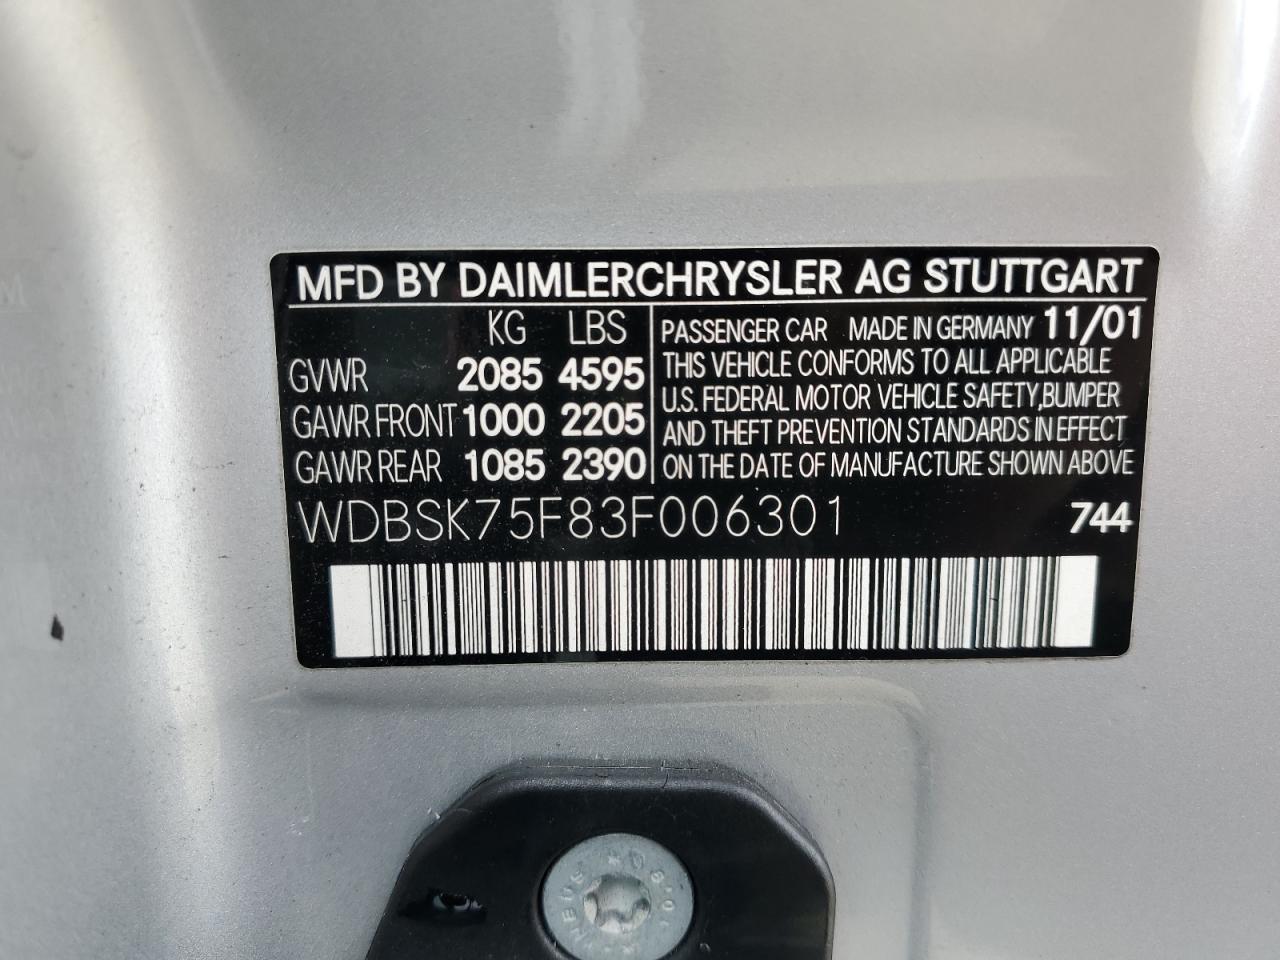 MFD BY DAIMLERCHRYSLER AG STUTTGART
KG LBS
GVWR 2085 4595
GAWR FRONT 1000 2205
GAWR REAR 1085 2390
PASSENGER CAR MADE IN GERMANY 11/01
THIS VEHICLE CONFORMS TO ALL APPLICABLE
U.S. FEDERAL MOTOR VEHICLE SAFETY,BUMPER
AND THEFT PREVENTION STANDARDS IN EFFECT
ON THE DATE OF MANUFACTURE SHOWN ABOVE
WDBSK75F83F006301 744